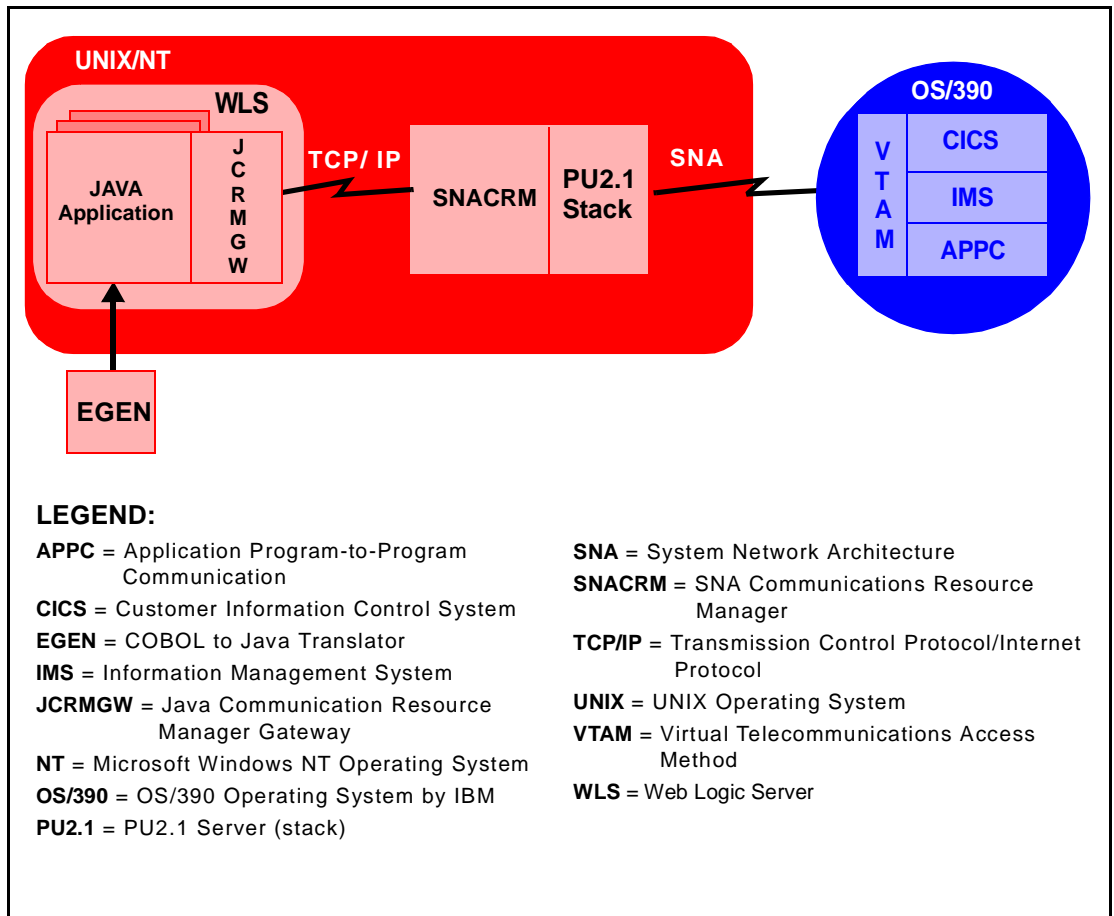 UNIX/NT
WLS
JAVA
Application
J
C
R
M
G
W
TCP/ IP
SNACRM
PU2.1
Stack
SNA
OS/390
V
T
A
M
CICS
IMS
APPC
EGEN
LEGEND:
APPC = Application Program-to-Program
Communication
CICS = Customer Information Control System
EGEN = COBOL to Java Translator
IMS = Information Management System
JCRMGW = Java Communication Resource
Manager Gateway
NT = Microsoft Windows NT Operating System
OS/390 = OS/390 Operating System by IBM
PU2.1 = PU2.1 Server (stack)
SNA = System Network Architecture
SNACRM = SNA Communications Resource
Manager
TCP/IP = Transmission Control Protocol/Internet
Protocol
UNIX = UNIX Operating System
VTAM = Virtual Telecommunications Access
Method
WLS = Web Logic Server